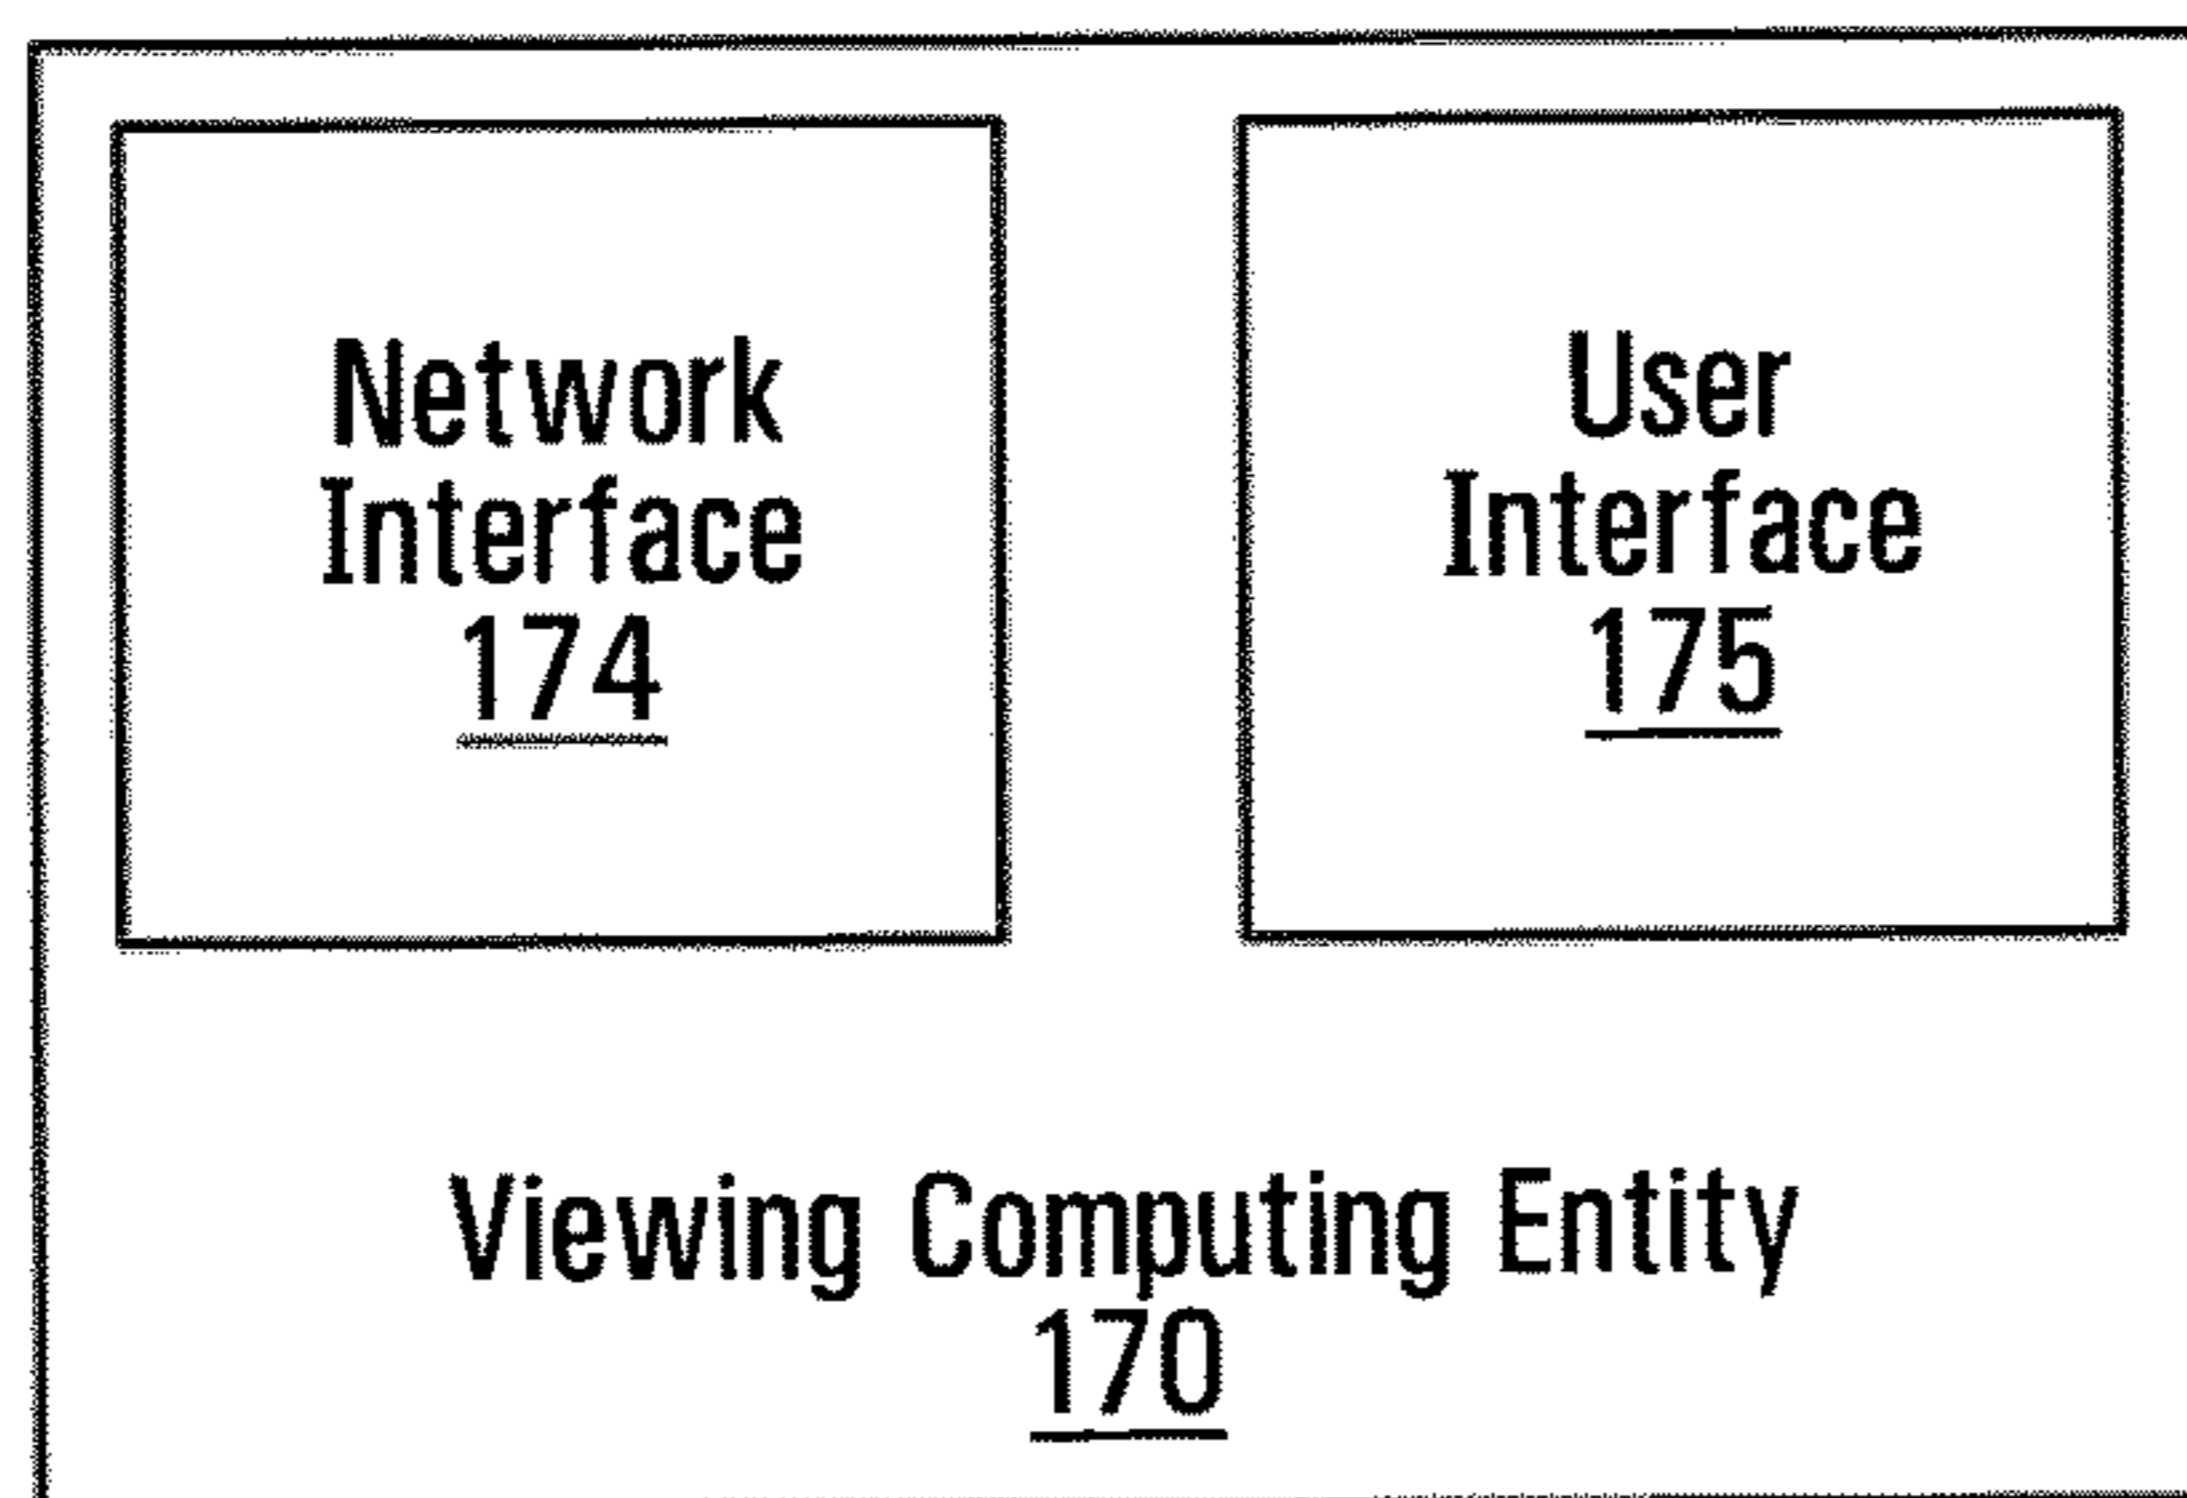 Network
Interface
174
User
Interface
175
Viewing Computing Entity
170